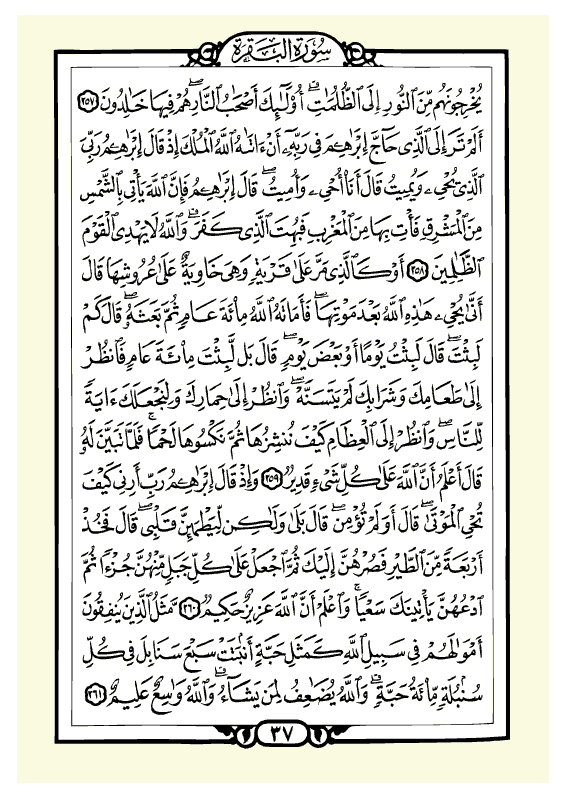 سُورَةُ البَقَرَةِ
يُخْرِجُونَهُم مِّنَ ٱلنُّورِ إِلَى ٱلظُّلُمَٰتِۗ أُوْلَٰٓئِكَ أَصْحَٰبُ ٱلنَّارِۖ هُمْ فِيهَا خَٰلِدُونَ ٢٥٧
أَلَمْ تَرَ إِلَى ٱلَّذِى حَآجَّ إِبْرَٰهِۦمَ فِى رَبِّهِۦٓ أَنْ ءَاتَىٰهُ ٱللَّهُ ٱلْمُلْكَ إِذْ قَالَ إِبْرَٰهِۦمُ رَبِّىَ
ٱلَّذِى يُحْىِۦ وَيُمِيتُ قَالَ أَنَا۠ أُحْىِۦ وَأُمِيتُۖ قَالَ إِبْرَٰهِۦمُ فَإِنَّ ٱللَّهَ يَأْتِى بِٱلشَّمْسِ
مِنَ ٱلْمَشْرِقِ فَأْتِ بِهَا مِنَ ٱلْمَغْرِبِ فَبُهِتَ ٱلَّذِى كَفَرَۗ وَٱللَّهُ لَا يَهْدِى ٱلْقَوْمَ
ٱلظَّٰلِمِينَ ٢٥٨ أَوْ كَٱلَّذِى مَرَّ عَلَىٰ قَرْيَةٍ وَهِىَ خَاوِيَةٌ عَلَىٰ عُرُوشِهَا قَالَ
أَنَّىٰ يُحْىِۦ هَٰذِهِ ٱللَّهُ بَعْدَ مَوْتِهَاۖ فَأَمَاتَهُ ٱللَّهُ مِا۟ئَةَ عَامٍ ثُمَّ بَعَثَهُۥۖ قَالَ كَمْ
لَبِثْتَۖ قَالَ لَبِثْتُ يَوْمًا أَوْ بَعْضَ يَوْمٍۖ قَالَ بَل لَّبِثْتَ مِا۟ئَةَ عَامٍ فَٱنظُرْ
إِلَىٰ طَعَامِكَ وَشَرَابِكَ لَمْ يَتَسَنَّهْۖ وَٱنظُرْ إِلَىٰ حِمَارِكَ وَلِنَجْعَلَكَ ءَايَةً
لِّلنَّاسِۖ وَٱنظُرْ إِلَى ٱلْعِظَامِ كَيْفَ نُنشِزُهَا ثُمَّ نَكْسُوهَا لَحْمًاۚ فَلَمَّا تَبَيَّنَ لَهُۥ
قَالَ أَعْلَمُ أَنَّ ٱللَّهَ عَلَىٰ كُلِّ شَىْءٍ قَدِيرٌ ٢٥٩ وَإِذْ قَالَ إِبْرَٰهِۦمُ رَبِّ أَرِنِى كَيْفَ
تُحْىِ ٱلْمَوْتَىٰۖ قَالَ أَوَلَمْ تُؤْمِنۖ قَالَ بَلَىٰ وَلَٰكِن لِّيَطْمَئِنَّ قَلْبِىۖ قَالَ فَخُذْ
أَرْبَعَةً مِّنَ ٱلطَّيْرِ فَصُرْهُنَّ إِلَيْكَ ثُمَّ ٱجْعَلْ عَلَىٰ كُلِّ جَبَلٍ مِّنْهُنَّ جُزْءًا ثُمَّ
ٱدْعُهُنَّ يَأْتِينَكَ سَعْيًاۚ وَٱعْلَمْ أَنَّ ٱللَّهَ عَزِيزٌ حَكِيمٌ ٢٦٠ مَّثَلُ ٱلَّذِينَ يُنفِقُونَ
أَمْوَٰلَهُمْ فِى سَبِيلِ ٱللَّهِ كَمَثَلِ حَبَّةٍ أَنۢبَتَتْ سَبْعَ سَنَابِلَ فِى كُلِّ
سُنۢبُلَةٍ مِّا۟ئَةُ حَبَّةٍۗ وَٱللَّهُ يُضَٰعِفُ لِمَن يَشَآءُۗ وَٱللَّهُ وَٰسِعٌ عَلِيمٌ ٢٦١
٣٧